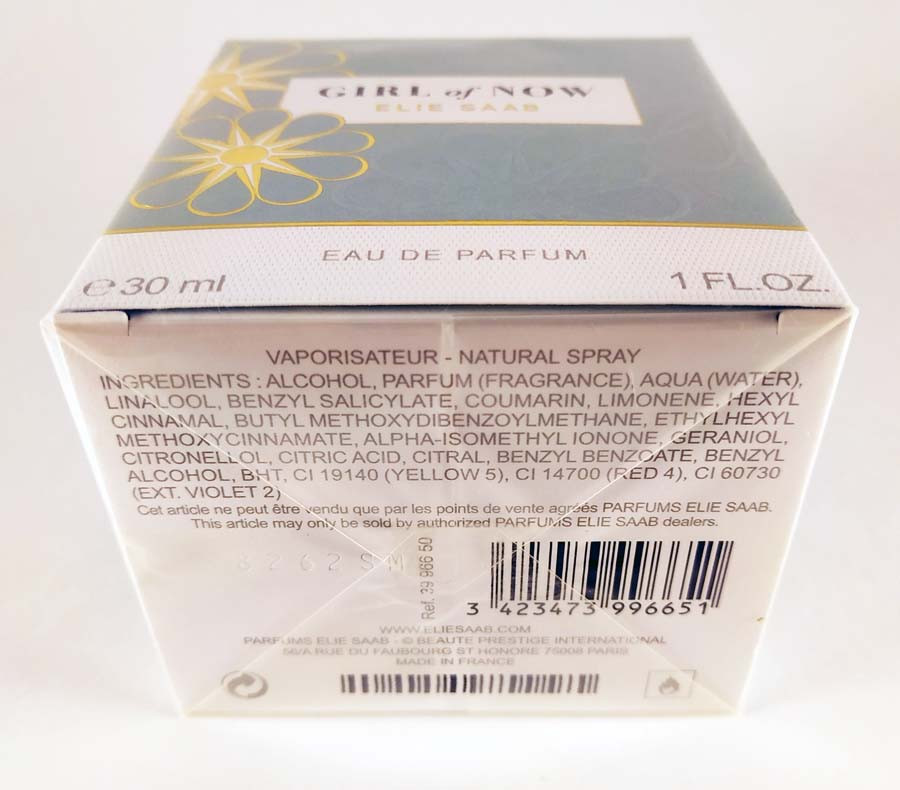 GIRL of NOW
ELIE SAAB
EAU DE PARFUM
℮ 30 ml
1 FL.OZ.
VAPORISATEUR - NATURAL SPRAY
INGREDIENTS : ALCOHOL, PARFUM (FRAGRANCE), AQUA (WATER),
LINALOOL, BENZYL SALICYLATE, COUMARIN, LIMONENE, HEXYL
CINNAMAL, BUTYL METHOXYDIBENZOYLMETHANE, ETHYLHEXYL
METHOXYCINNAMATE, ALPHA-ISOMETHYL IONONE, GERANIOL,
CITRONELLOL, CITRIC ACID, CITRAL, BENZYL BENZOATE, BENZYL
ALCOHOL, BHT, CI 19140 (YELLOW 5), CI 14700 (RED 4), CI 60730
(EXT. VIOLET 2)
Cet article ne peut être vendu que par les points de vente agréés PARFUMS ELIE SAAB.
This article may only be sold by authorized PARFUMS ELIE SAAB dealers.
Ref. 39 966 50
3 423473 996651
WWW.ELIESAAB.COM
PARFUMS ELIE SAAB - © BEAUTE PRESTIGE INTERNATIONAL
56/A RUE DU FAUBOURG ST HONORE 75008 PARIS
MADE IN FRANCE